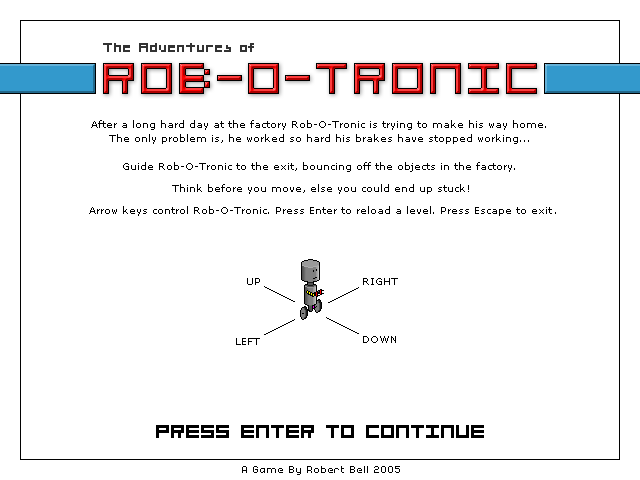 The Adventures of
ROB-O-TRONIC
After a long hard day at the factory Rob-O-Tronic is trying to make his way home.
The only problem is, he worked so hard his brakes have stopped working...
Guide Rob-O-Tronic to the exit, bouncing off the objects in the factory.
Think before you move, else you could end up stuck!
Arrow keys control Rob-O-Tronic. Press Enter to reload a level. Press Escape to exit.
UP
RIGHT
LEFT
DOWN
PRESS ENTER TO CONTINUE
A Game By Robert Bell 2005